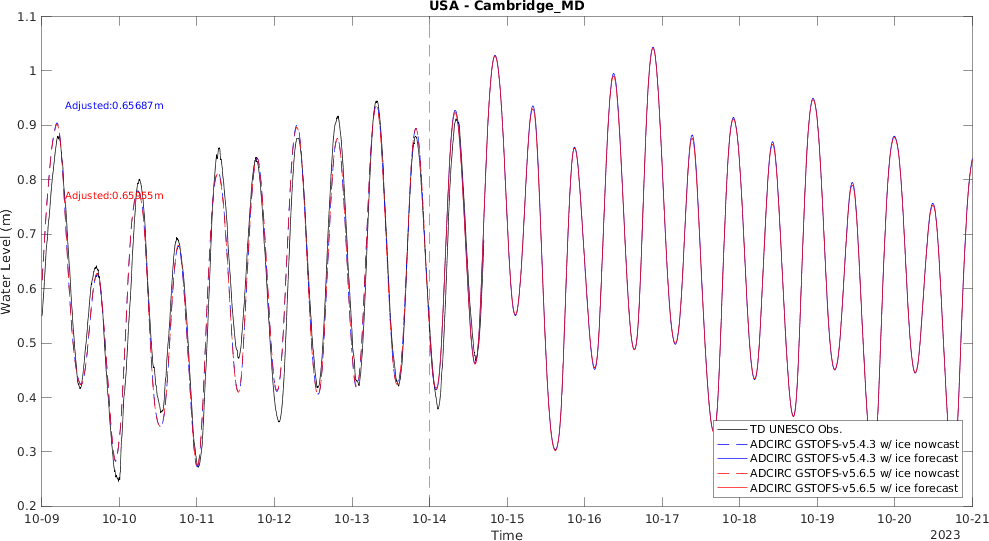 USA - Cambridge_MD
1.1
1
0.9
0.8
0.7
0.6
0.5
0.4
0.3
0.2
Water Level (m)
Adjusted:0.65687m
Adjusted:0.65955m
TD UNESCO Obs.
ADCIRC GSTOFS-v5.4.3 w/ ice nowcast
ADCIRC GSTOFS-v5.4.3 w/ ice forecast
ADCIRC GSTOFS-v5.6.5 w/ ice nowcast
ADCIRC GSTOFS-v5.6.5 w/ ice forecast
10-09 10-10 10-11 10-12 10-13 10-14 10-15 10-16 10-17 10-18 10-19 10-20 10-21
Time
2023